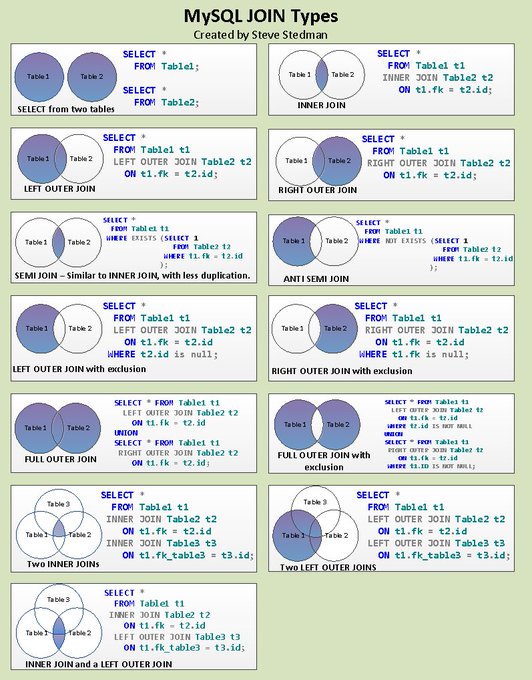 MySQL JOIN Types
Created by Steve Stedman
Table 1
Table 2
SELECT *
FROM Table1;
SELECT *
FROM Table2;
SELECT from two tables
Table 1
Table 2
SELECT *
FROM Table1 t1
INNER JOIN Table2 t2
ON t1.fk = t2.id;
INNER JOIN
Table 1
Table 2
SELECT *
FROM Table1 t1
LEFT OUTER JOIN Table2 t2
ON t1.fk = t2.id;
LEFT OUTER JOIN
Table 1
Table 2
SELECT *
FROM Table1 t1
RIGHT OUTER JOIN Table2 t2
ON t1.fk = t2.id;
RIGHT OUTER JOIN
Table 1
Table 2
SELECT *
FROM Table1 t1
WHERE EXISTS (SELECT 1
FROM Table2 t2
WHERE t1.fk = t2.id
);
SEMI JOIN – Similar to INNER JOIN, with less duplication.
Table 1
Table 2
SELECT *
FROM Table1 t1
WHERE NOT EXISTS (SELECT 1
FROM Table2 t2
WHERE t1.fk = t2.id
);
ANTI SEMI JOIN
Table 1
Table 2
SELECT *
FROM Table1 t1
LEFT OUTER JOIN Table2 t2
ON t1.fk = t2.id
WHERE t2.id is null;
LEFT OUTER JOIN with exclusion
Table 1
Table 2
SELECT *
FROM Table1 t1
RIGHT OUTER JOIN Table2 t2
ON t1.fk = t2.id
WHERE t1.fk is null;
RIGHT OUTER JOIN with exclusion
Table 1
Table 2
SELECT * FROM Table1 t1
LEFT OUTER JOIN Table2 t2
ON t1.fk = t2.id
UNION
SELECT * FROM Table1 t1
RIGHT OUTER JOIN Table2 t2
ON t1.fk = t2.id;
FULL OUTER JOIN
Table 1
Table 2
SELECT * FROM Table1 t1
LEFT OUTER JOIN Table2 t2
ON t1.fk = t2.id
WHERE t2.id IS NOT NULL
UNION
SELECT * FROM Table1 t1
RIGHT OUTER JOIN Table2 t2
ON t1.fk = t2.id
WHERE t1.ID IS NOT NULL;
FULL OUTER JOIN with
exclusion
Table 3
Table 1
Table 2
SELECT *
FROM Table1 t1
INNER JOIN Table2 t2
ON t1.fk = t2.id
INNER JOIN Table3 t3
ON t1.fk_table3 = t3.id;
Two INNER JOINs
Table 3
Table 1
Table 2
SELECT *
FROM Table1 t1
LEFT OUTER JOIN Table2 t2
ON t1.fk = t2.id
LEFT OUTER JOIN Table3 t3
ON t1.fk_table3 = t3.id;
Two LEFT OUTER JOINS
Table 3
Table 1
Table 2
SELECT *
FROM Table1 t1
INNER JOIN Table2 t2
ON t1.fk = t2.id
LEFT OUTER JOIN Table3 t3
ON t1.fk_table3 = t3.id;
INNER JOIN and a LEFT OUTER JOIN